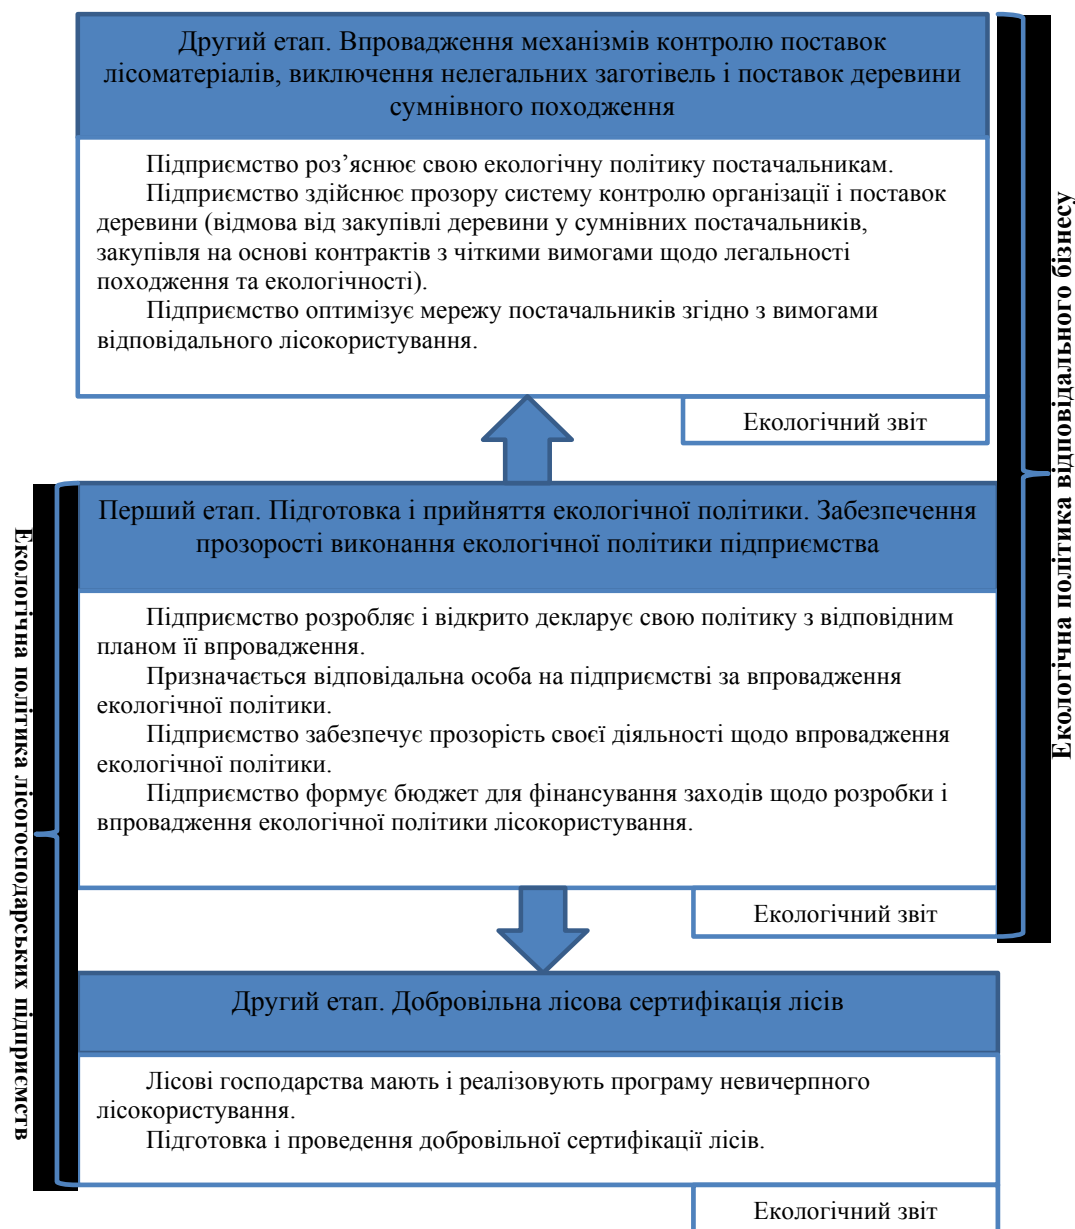 Другий етап. Впровадження механізмів контролю поставок
лісоматеріалів, виключення нелегальних заготівель і поставок деревини
сумнівного походження
Підприємство роз’яснює свою екологічну політику постачальникам.
Підприємство здійснює прозору систему контролю організації і поставок
деревини (відмова від закупівлі деревини у сумнівних постачальників,
закупівля на основі контрактів з чіткими вимогами щодо легальності
походження та екологічності).
Підприємство оптимізує мережу постачальників згідно з вимогами
відповідального лісокористування.
Екологічний звіт
Екологічна політика відповідального бізнесу
Перший етап. Підготовка і прийняття екологічної політики. Забезпечення
прозорості виконання екологічної політики підприємства
Підприємство розробляє і відкрито декларує свою політику з відповідним
планом її впровадження.
Призначається відповідальна особа на підприємстві за впровадження
екологічної політики.
Підприємство забезпечує прозорість своєї діяльності щодо впровадження
екологічної політики.
Підприємство формує бюджет для фінансування заходів щодо розробки і
впровадження екологічної політики лісокористування.
Екологічний звіт
Екологічна політика лісогосподарських підприємств
Другий етап. Добровільна лісова сертифікація лісів
Лісові господарства мають і реалізовують програму невичерпного
лісокористування.
Підготовка і проведення добровільної сертифікації лісів.
Екологічний звіт